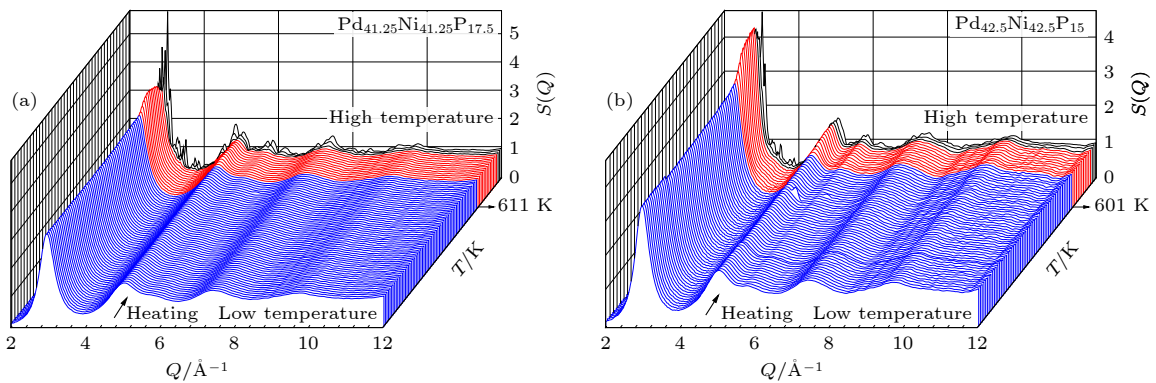 Pd₄₁.₂₅Ni₄₁.₂₅P₁₇.₅
(a)
5
4
3
2
1
0
S(Q)
High temperature
611 K
T/K
Heating
Low temperature
2
4
6
8
10
12
Q/Å⁻¹
Pd₄₂.₅Ni₄₂.₅P₁₅
(b)
4
3
2
1
0
S(Q)
High temperature
601 K
T/K
Heating
Low temperature
2
4
6
8
10
12
Q/Å⁻¹